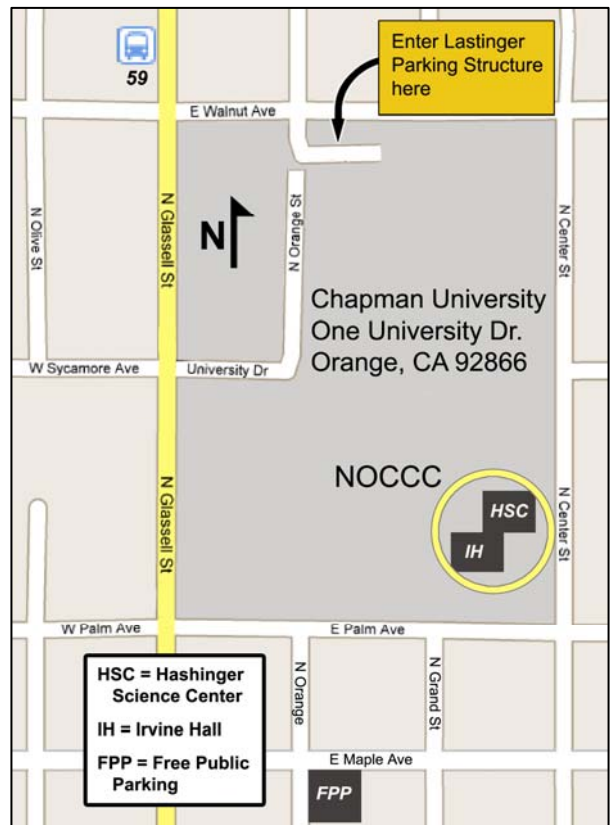 59
Enter Lastinger
Parking Structure
here
E Walnut Ave
N Olive St
N Glassell St
N
N Orange St
N Center St
Chapman University
One University Dr.
Orange, CA 92866
W Sycamore Ave
University Dr
NOCCC
N Glassell St
HSC
IH
N Center St
W Palm Ave
E Palm Ave
HSC = Hashinger
Science Center
IH = Irvine Hall
FPP = Free Public
Parking
N Orange
N Grand St
E Maple Ave
FPP